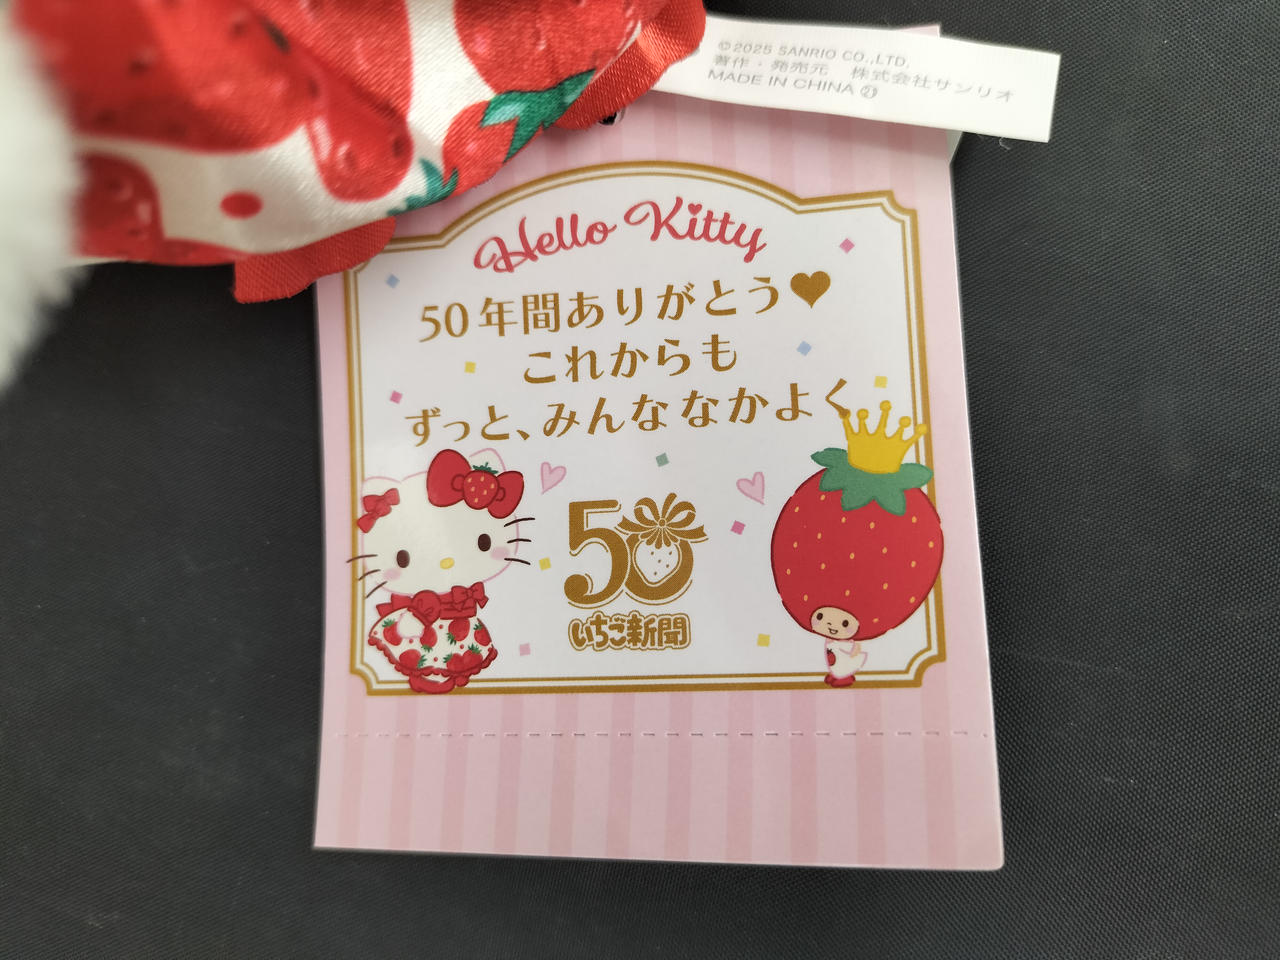 ©2025 SANRIO CO.,LTD.
著作・発売元 株式会社サンリオ
MADE IN CHINA ㉑
Hello Kitty
50年間ありがとう♥
これからも
ずっと、みんななかよく
50
いちご新聞